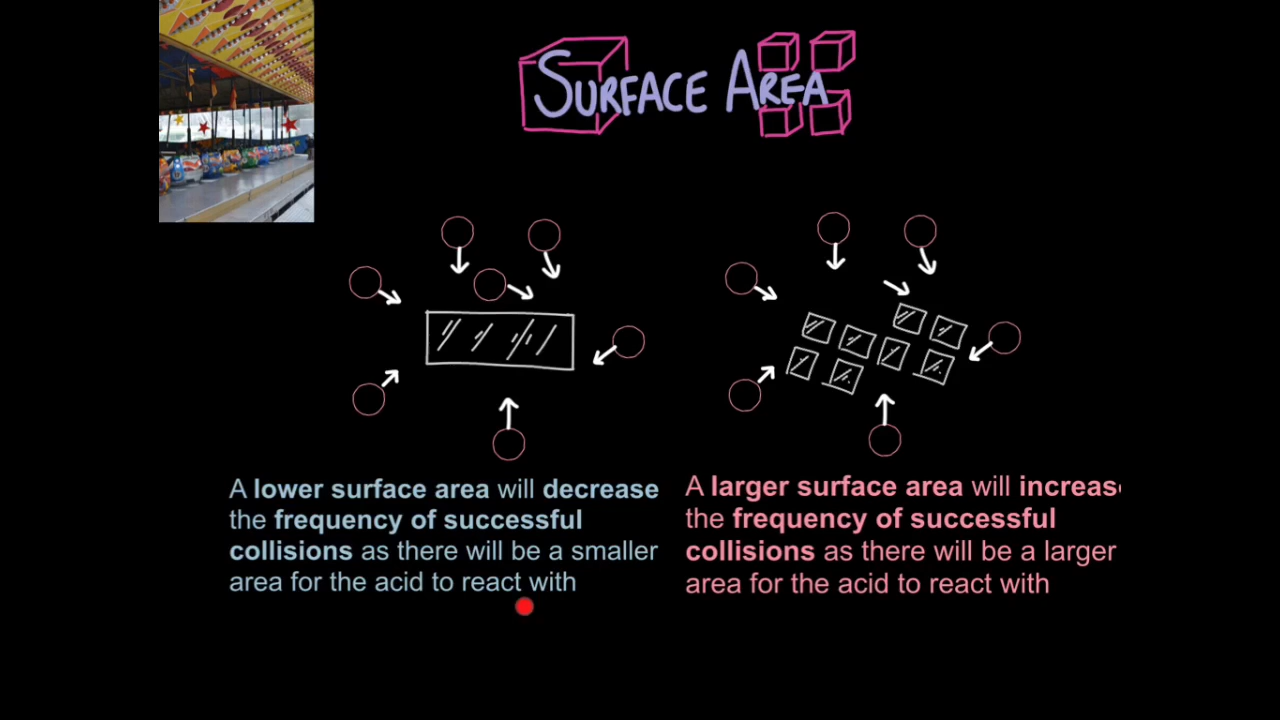 SURFACE AREA
A lower surface area will decrease
the frequency of successful
collisions as there will be a smaller
area for the acid to react with
A larger surface area will increas
the frequency of successful
collisions as there will be a larger
area for the acid to react with